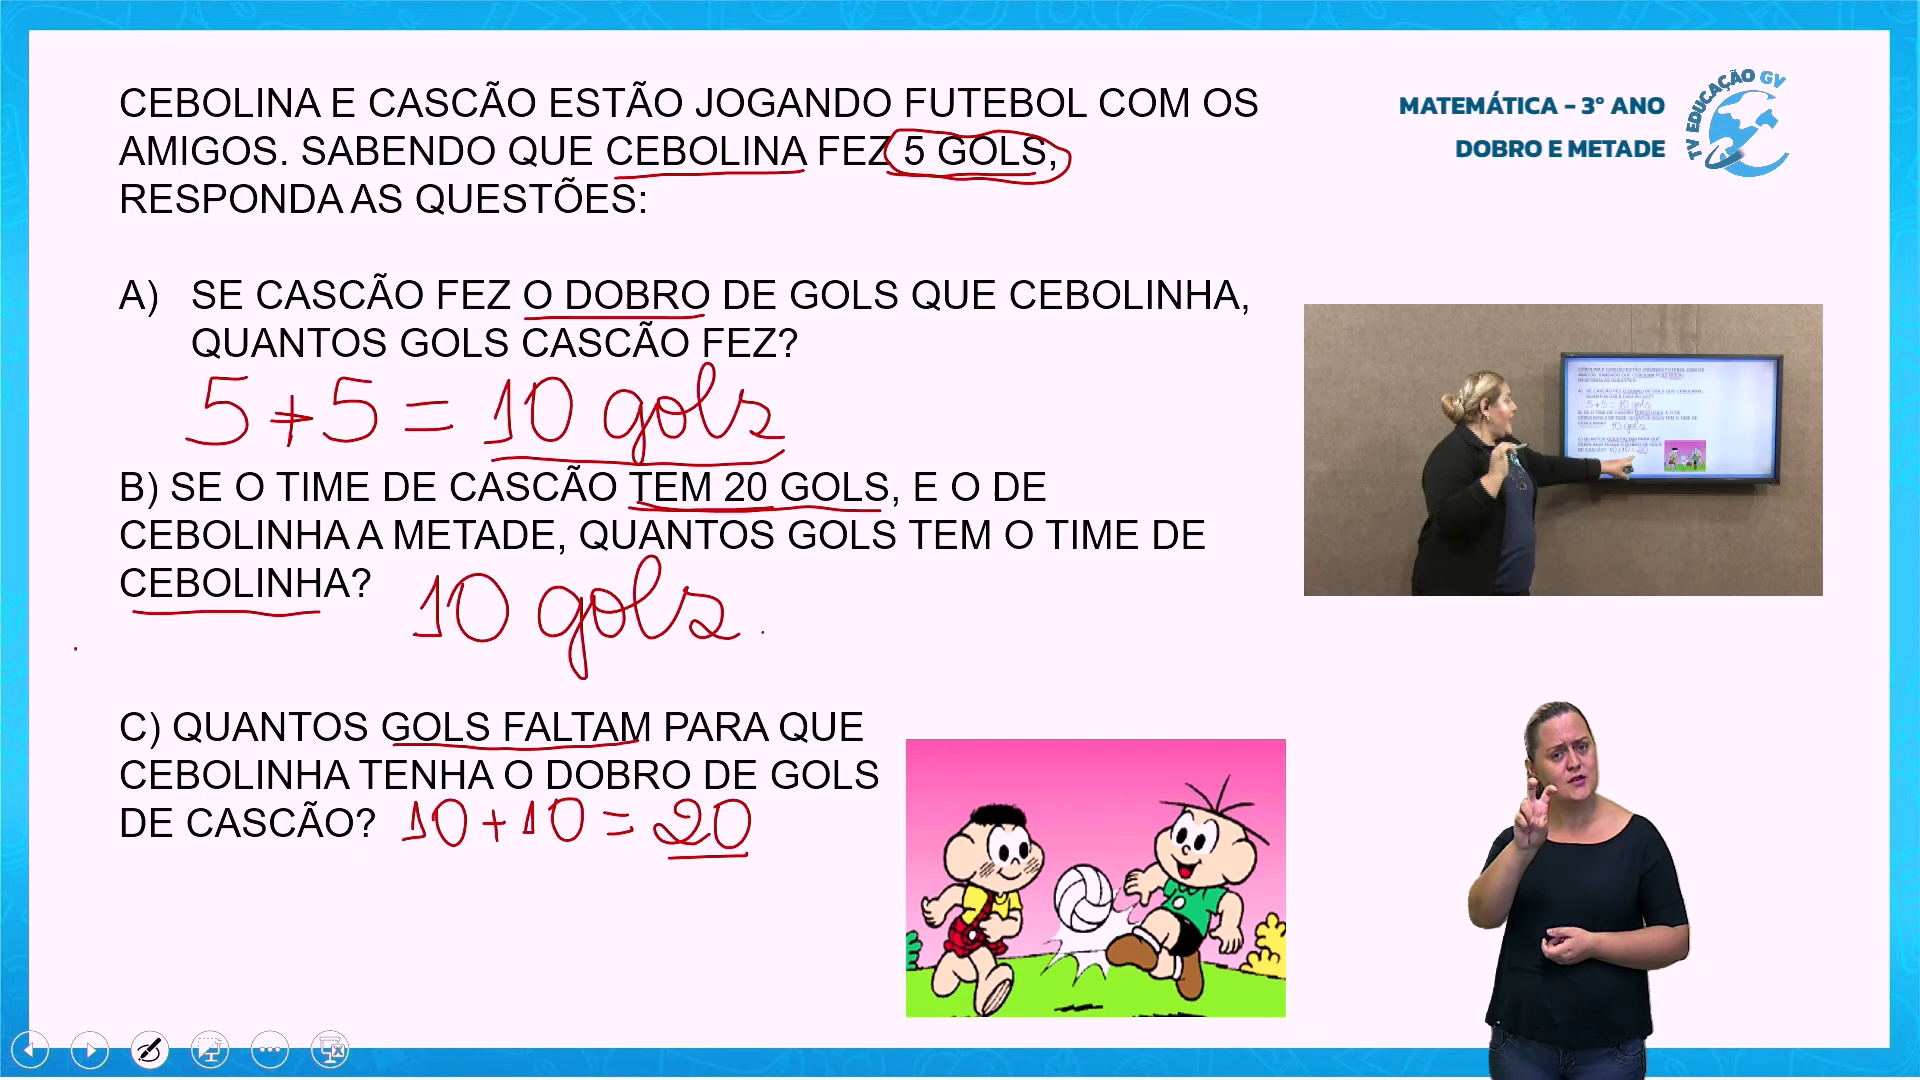 CEBOLINA E CASCÃO ESTÃO JOGANDO FUTEBOL COM OS
AMIGOS. SABENDO QUE CEBOLINA FEZ 5 GOLS,
RESPONDA AS QUESTÕES:
MATEMÁTICA - 3º ANO
DOBRO E METADE
TV EDUCAÇÃO GV
A) SE CASCÃO FEZ O DOBRO DE GOLS QUE CEBOLINHA,
QUANTOS GOLS CASCÃO FEZ?
5 + 5 = 10 gols
B) SE O TIME DE CASCÃO TEM 20 GOLS, E O DE
CEBOLINHA A METADE, QUANTOS GOLS TEM O TIME DE
CEBOLINHA? 10 gols
C) QUANTOS GOLS FALTAM PARA QUE
CEBOLINHA TENHA O DOBRO DE GOLS
DE CASCÃO? 10 + 10 = 20